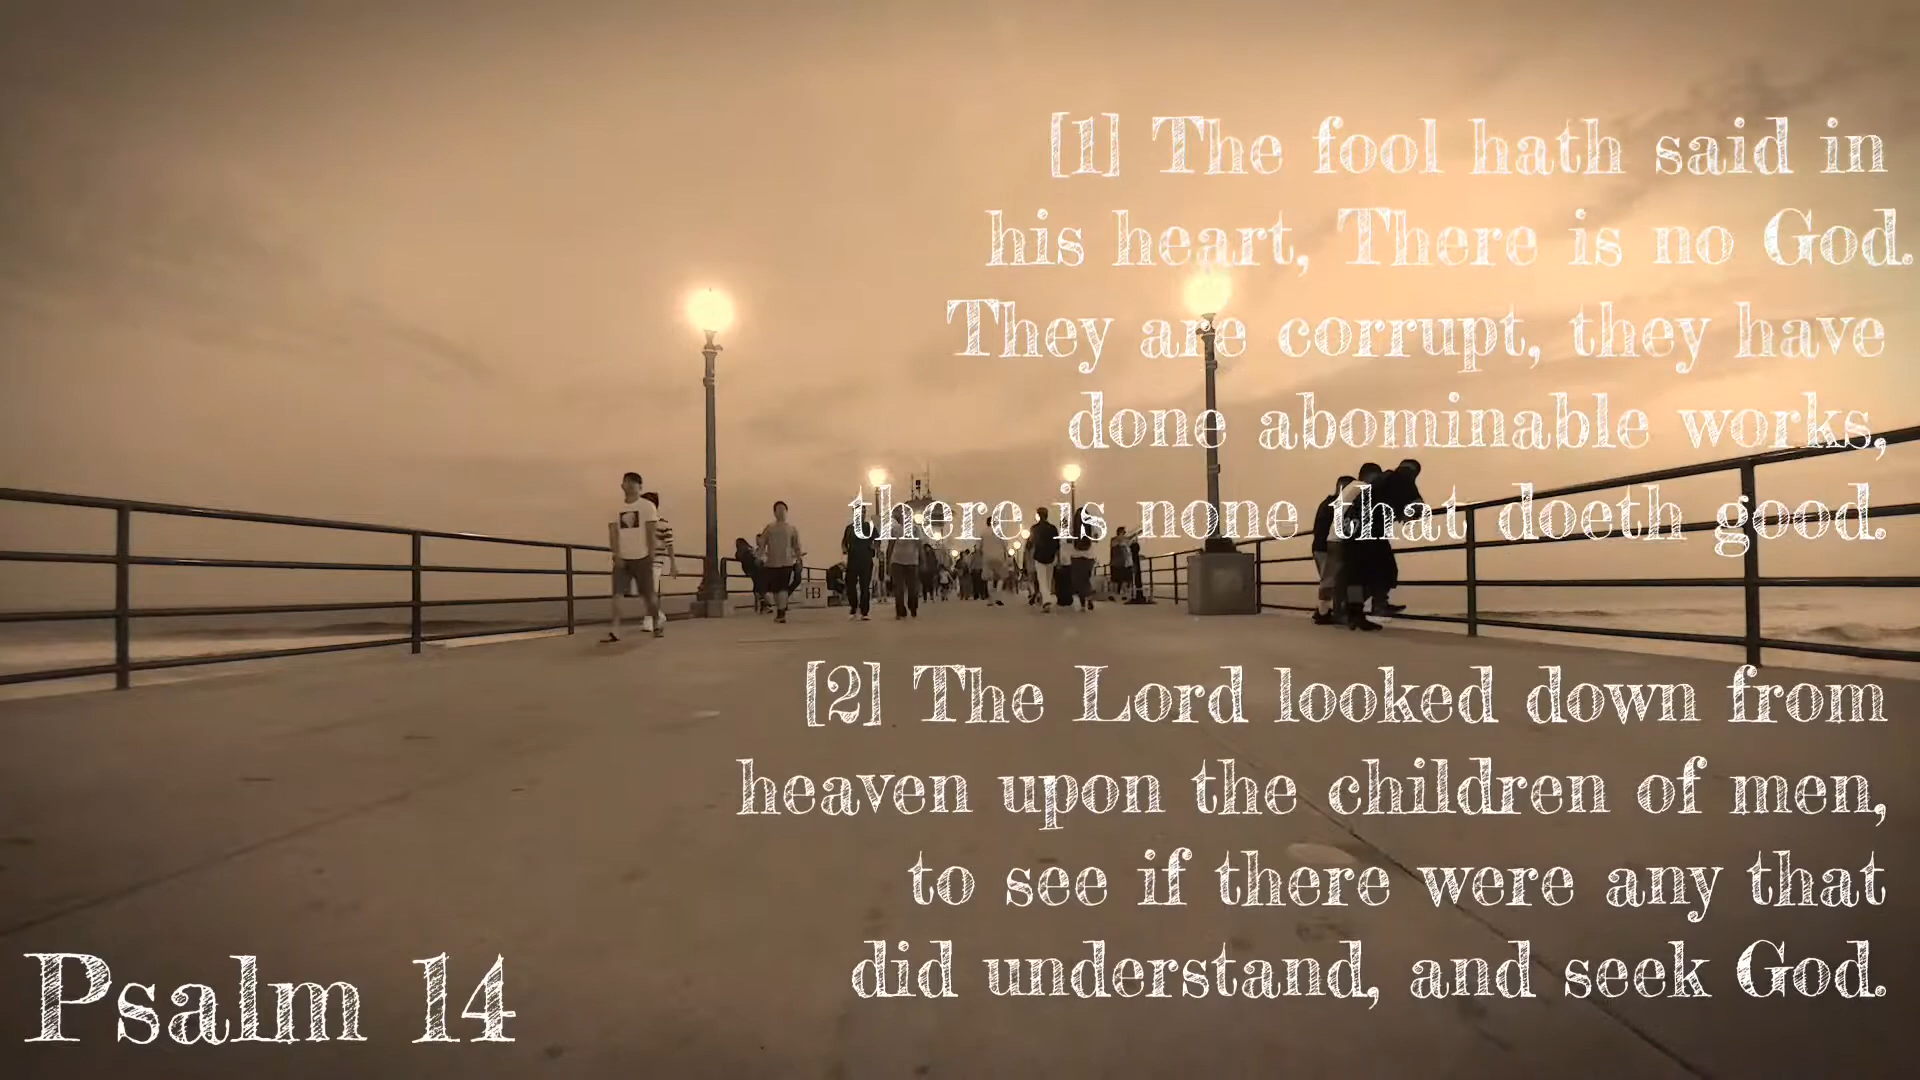 [1] The fool hath said in
his heart, There is no God.
They are corrupt, they have
done abominable works,
there is none that doeth good.
HB
[2] The Lord looked down from
heaven upon the children of men,
to see if there were any that
did understand, and seek God.
Psalm 14